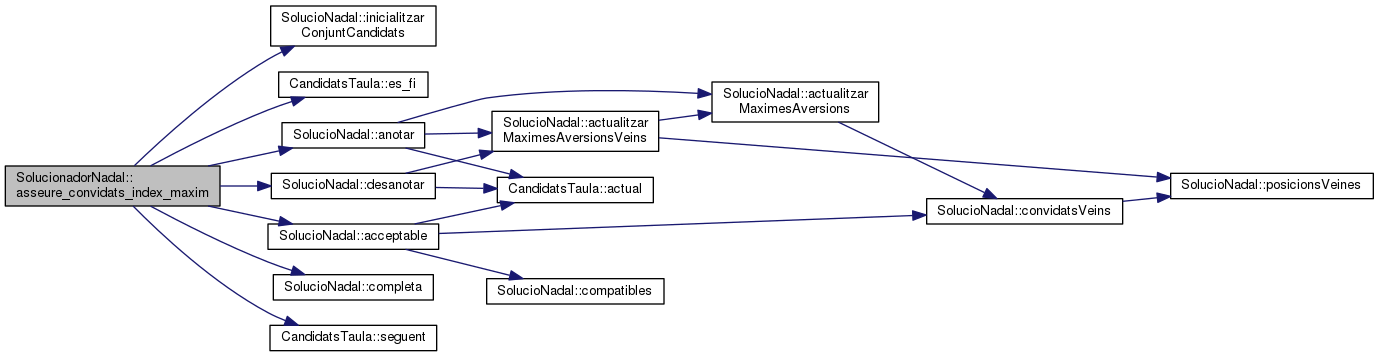 SolucionadorNadal::
asseure_convidats_index_maxim
SolucioNadal::inicialitzar
ConjuntCandidats
CandidatsTaula::es_fi
SolucioNadal::anotar
SolucioNadal::desanotar
SolucioNadal::acceptable
SolucioNadal::completa
CandidatsTaula::seguent
SolucioNadal::actualitzar
MaximesAversionsVeins
CandidatsTaula::actual
SolucioNadal::compatibles
SolucioNadal::actualitzar
MaximesAversions
SolucioNadal::convidatsVeins
SolucioNadal::posicionsVeines